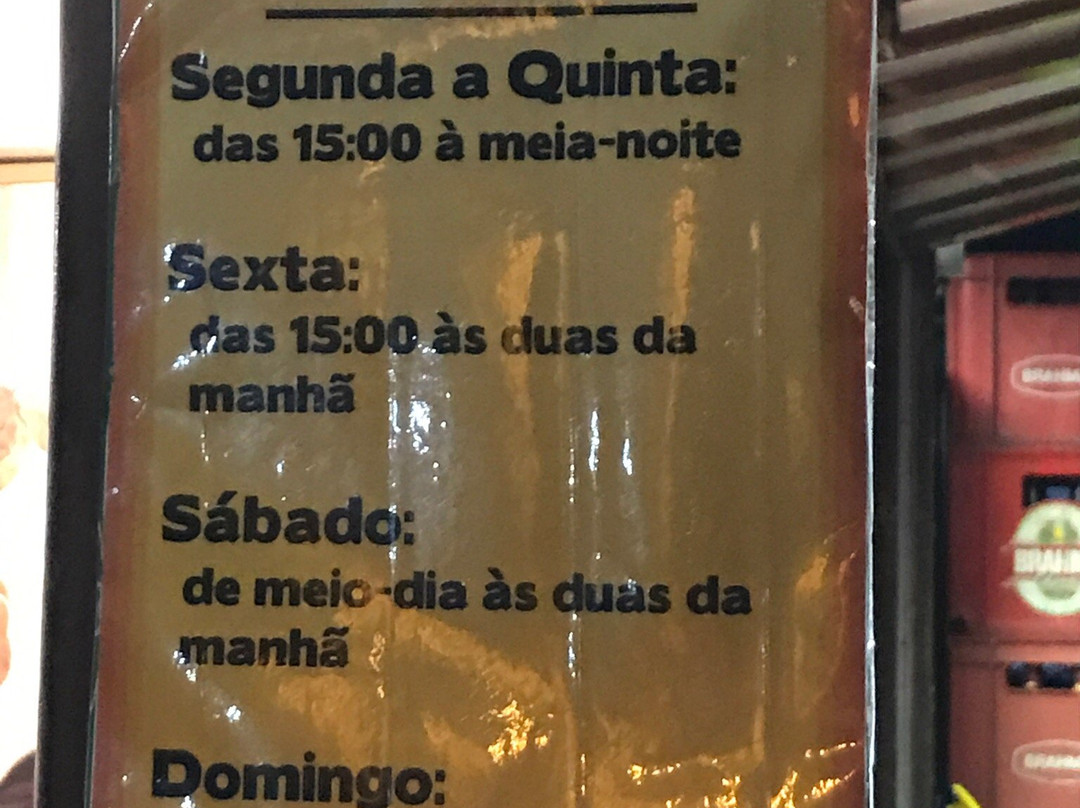 Segunda a Quinta:
das 15:00 à meia-noite
Sexta:
das 15:00 às duas da
manhã
Sábado:
de meio-dia às duas da
manhã
Domingo:
BRAHMA